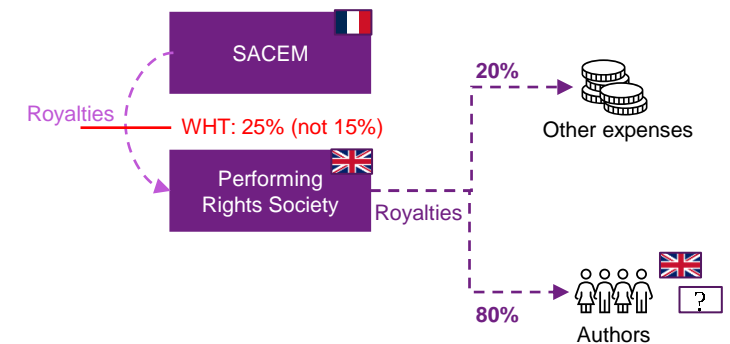 SACEM
20%
Royalties
WHT: 25% (not 15%)
Other expenses
Performing
Rights Society
Royalties
80%
?
Authors